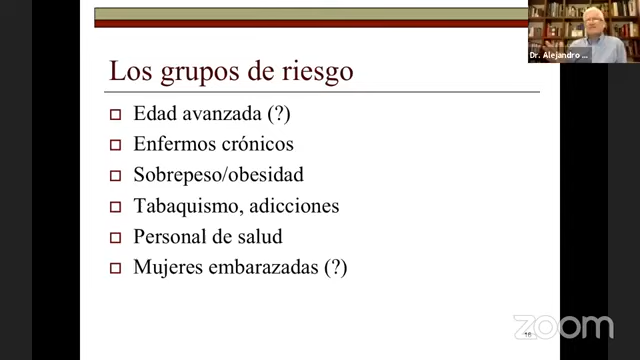 Dr. Alejandro ...
Los grupos de riesgo
Edad avanzada (?)
Enfermos crónicos
Sobrepeso/obesidad
Tabaquismo, adicciones
Personal de salud
Mujeres embarazadas (?)
16
zoom